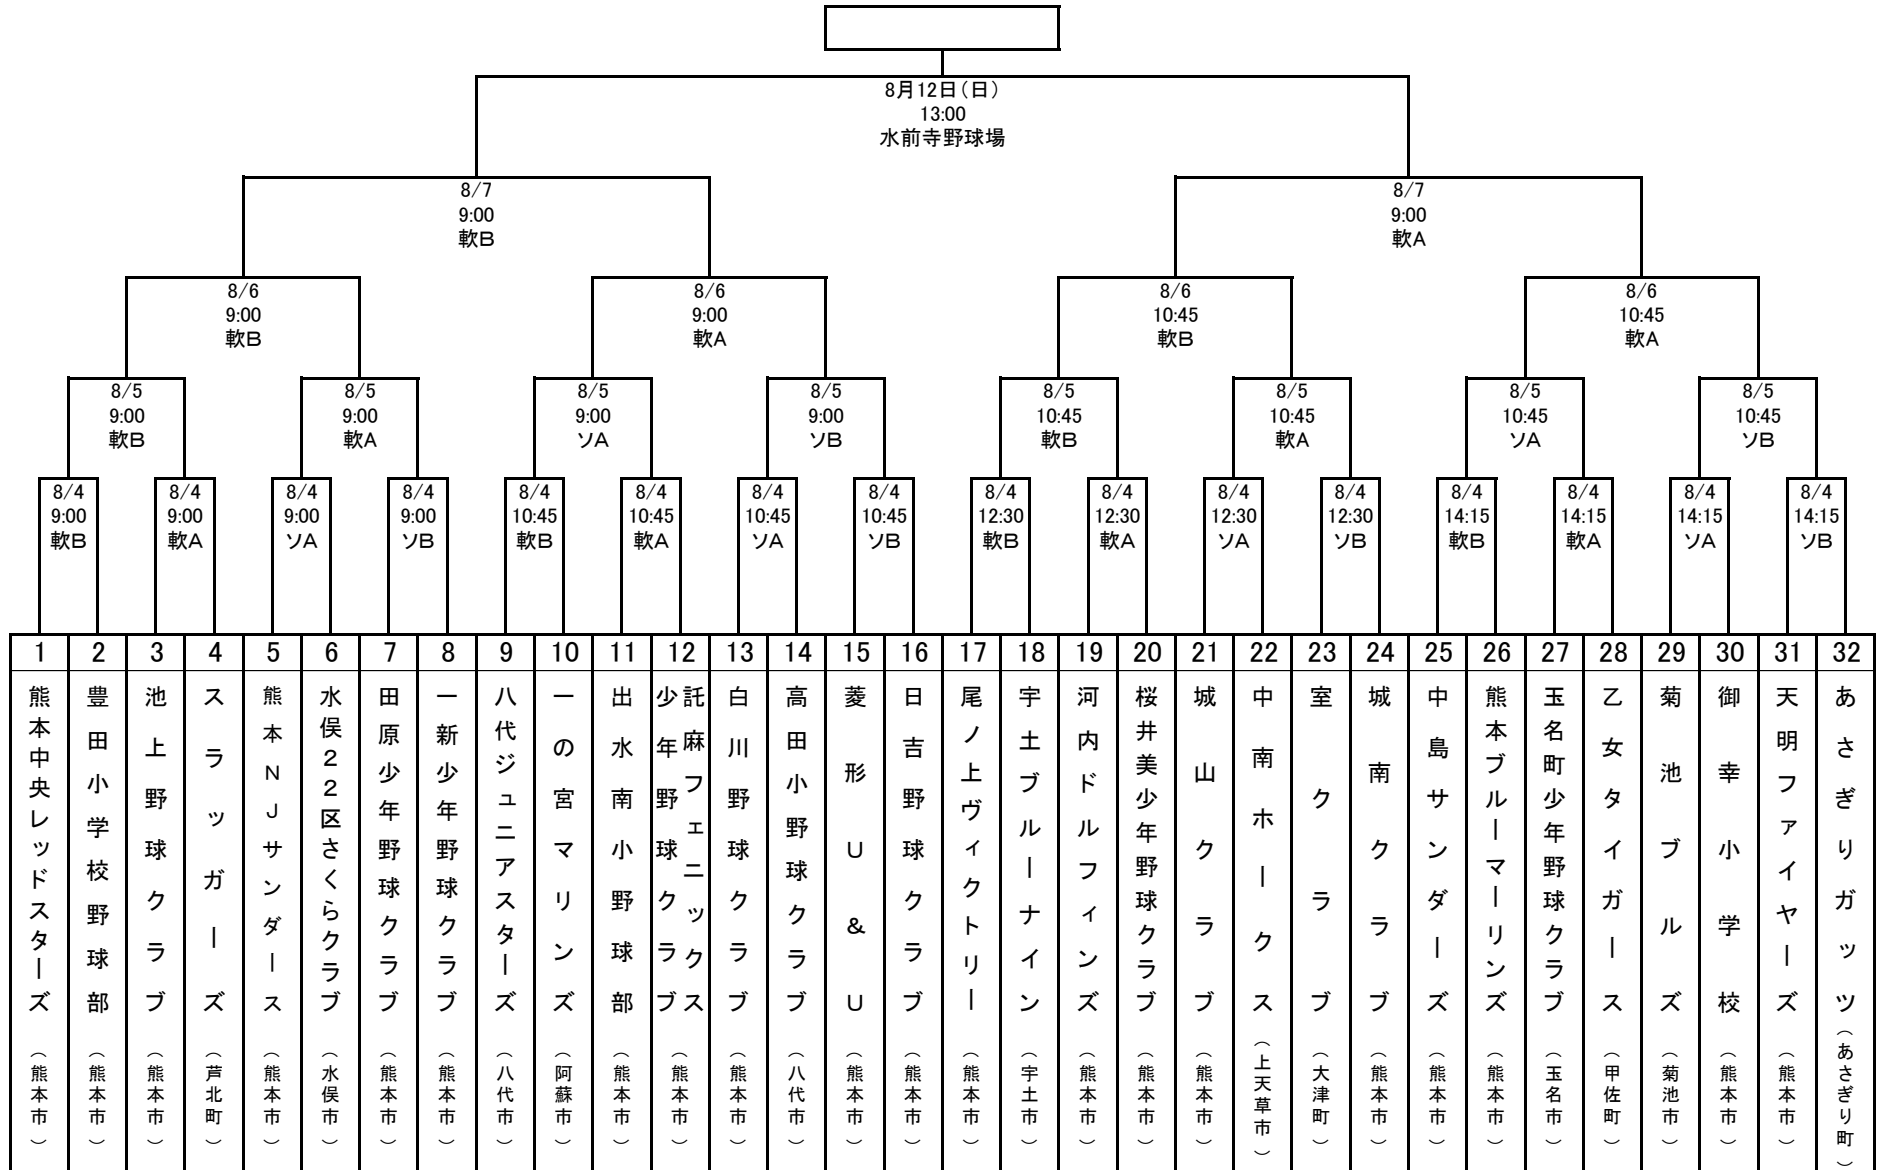 8月12日(日)
13:00
水前寺野球場
8/7
9:00
軟B
8/7
9:00
軟A
8/6
9:00
軟B
8/6
9:00
軟A
8/6
10:45
軟B
8/6
10:45
軟A
8/5
9:00
軟B
8/5
9:00
軟A
8/5
9:00
ソA
8/5
9:00
ソB
8/5
10:45
軟B
8/5
10:45
軟A
8/5
10:45
ソA
8/5
10:45
ソB
8/4
9:00
軟B
8/4
9:00
軟A
8/4
9:00
ソA
8/4
9:00
ソB
8/4
10:45
軟B
8/4
10:45
軟A
8/4
10:45
ソA
8/4
10:45
ソB
8/4
12:30
軟B
8/4
12:30
軟A
8/4
12:30
ソA
8/4
12:30
ソB
8/4
14:15
軟B
8/4
14:15
軟A
8/4
14:15
ソA
8/4
14:15
ソB
1
熊本中央レッドスターズ
(熊本市)
2
豊田小学校野球部
(熊本市)
3
池上野球クラブ
(熊本市)
4
スラッガーズ
(芦北町)
5
熊本NJサンダース
(熊本市)
6
水俣22区さくらクラブ
(水俣市)
7
田原少年野球クラブ
(熊本市)
8
一新少年野球クラブ
(熊本市)
9
八代ジュニアスターズ
(八代市)
10
一の宮マリンズ
(阿蘇市)
11
出水南小野球部
(熊本市)
12
託麻フェニックス
少年野球クラブ
(熊本市)
13
白川野球クラブ
(熊本市)
14
高田小野球クラブ
(八代市)
15
菱形U&U
(熊本市)
16
日吉野球クラブ
(熊本市)
17
尾ノ上ヴィクトリー
(熊本市)
18
宇土ブルーナイン
(宇土市)
19
河内ドルフィンズ
(熊本市)
20
桜井美少年野球クラブ
(熊本市)
21
城山クラブ
(熊本市)
22
中南ホークス
(上天草市)
23
室クラブ
(大津町)
24
城南クラブ
(熊本市)
25
中島サンダーズ
(熊本市)
26
熊本ブルーマーリンズ
(熊本市)
27
玉名町少年野球クラブ
(玉名市)
28
乙女タイガース
(甲佐町)
29
菊池ブルズ
(菊池市)
30
御幸小学校
(熊本市)
31
天明ファイヤーズ
(熊本市)
32
あさぎりガッツ
(あさぎり町)